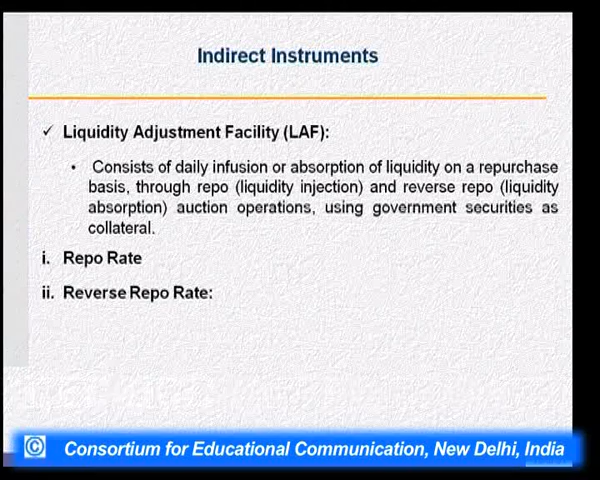 Indirect Instruments
✓ Liquidity Adjustment Facility (LAF):
• Consists of daily infusion or absorption of liquidity on a repurchase
basis, through repo (liquidity injection) and reverse repo (liquidity
absorption) auction operations, using government securities as
collateral.
i. Repo Rate
ii. Reverse Repo Rate:
© Consortium for Educational Communication, New Delhi, India